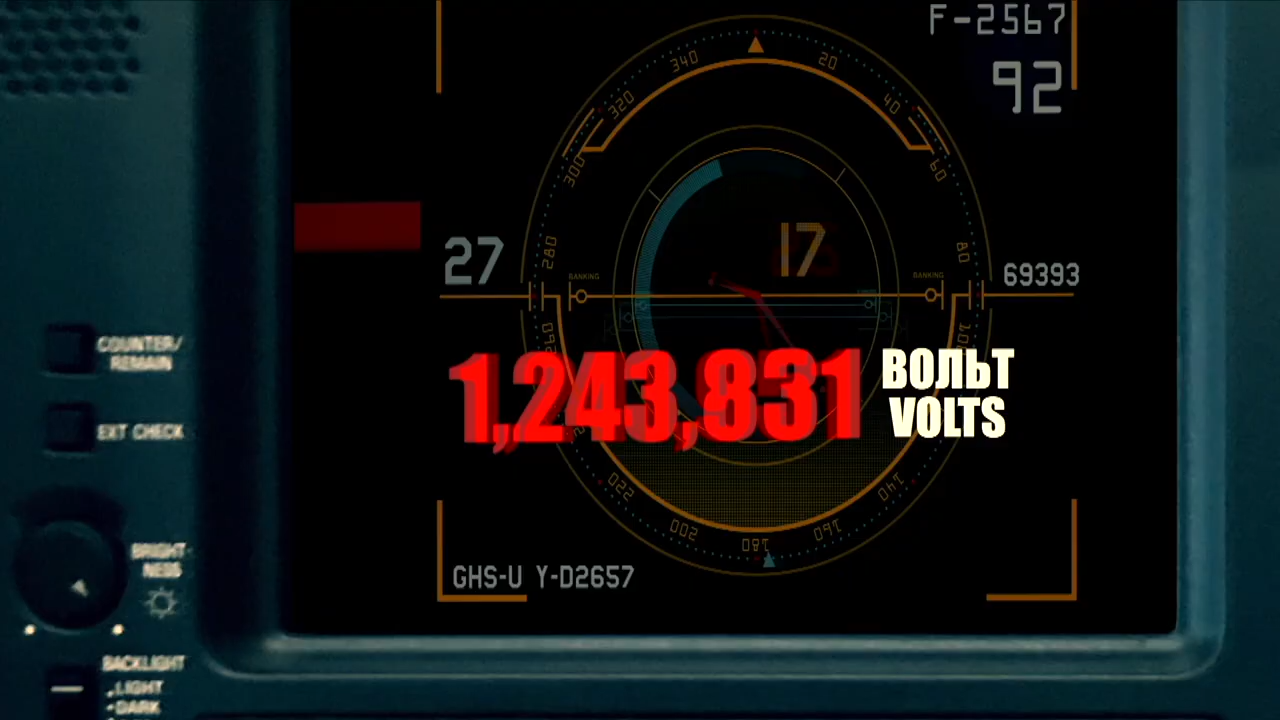 F-2567
92
340
20
320
40
300
60
27
17
280
80
BANKING
BANKING
69393
260
COUNTER/
REMAIN
1,243,831 ВОЛЬТ
VOLTS
EXT CHECK
220
140
200
160
180
GHS-U Y-D2657
BRIGHT
NESS
BACKLIGHT
LIGHT
DARK